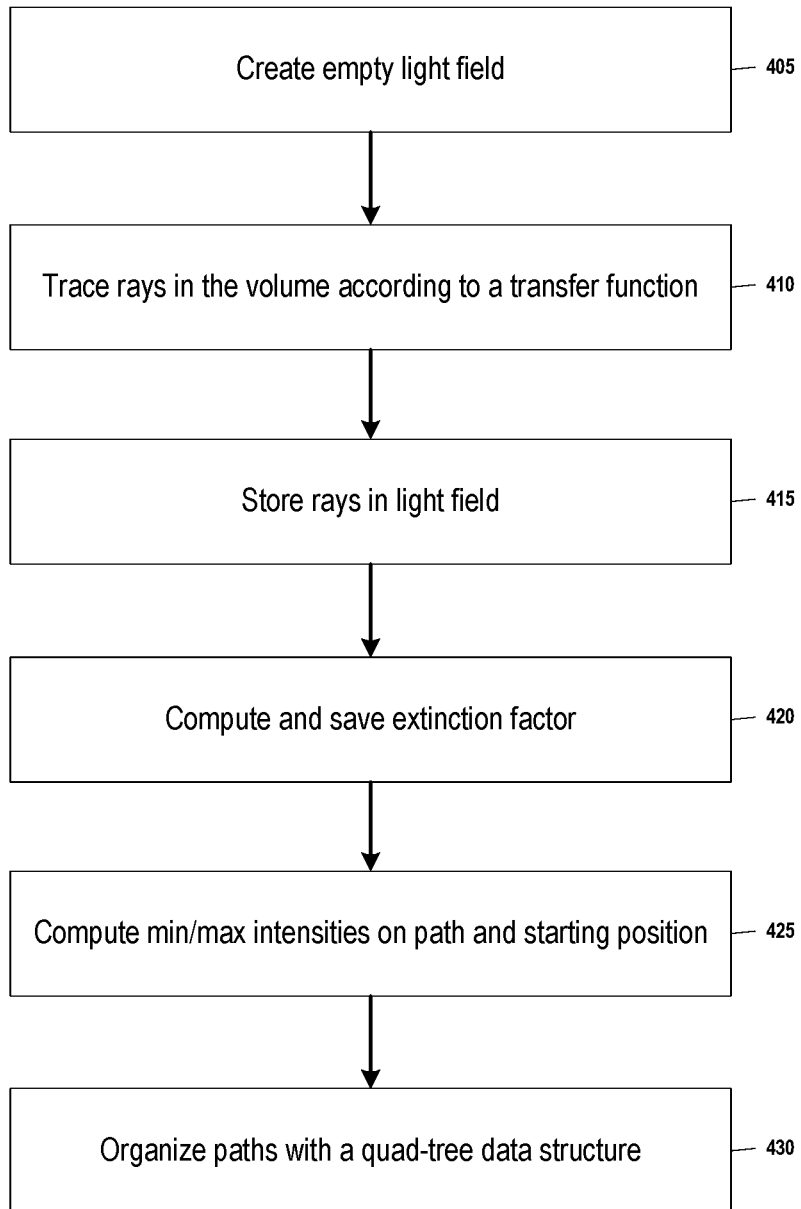 Create empty light field
405
Trace rays in the volume according to a transfer function
410
Store rays in light field
415
Compute and save extinction factor
420
Compute min/max intensities on path and starting position
425
Organize paths with a quad-tree data structure
430